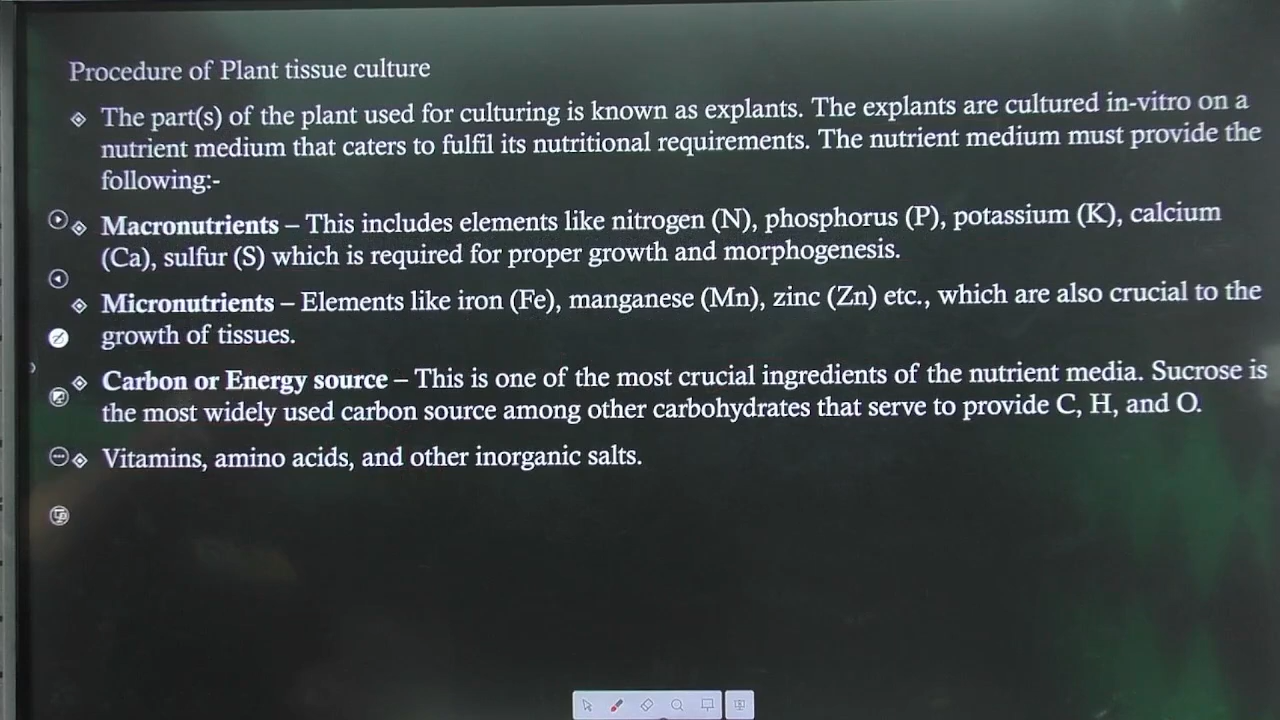 Procedure of Plant tissue culture
The part(s) of the plant used for culturing is known as explants. The explants are cultured in-vitro on a
nutrient medium that caters to fulfil its nutritional requirements. The nutrient medium must provide the
following:-
Macronutrients – This includes elements like nitrogen (N), phosphorus (P), potassium (K), calcium
(Ca), sulfur (S) which is required for proper growth and morphogenesis.
Micronutrients – Elements like iron (Fe), manganese (Mn), zinc (Zn) etc., which are also crucial to the
growth of tissues.
Carbon or Energy source – This is one of the most crucial ingredients of the nutrient media. Sucrose is
the most widely used carbon source among other carbohydrates that serve to provide C, H, and O.
Vitamins, amino acids, and other inorganic salts.